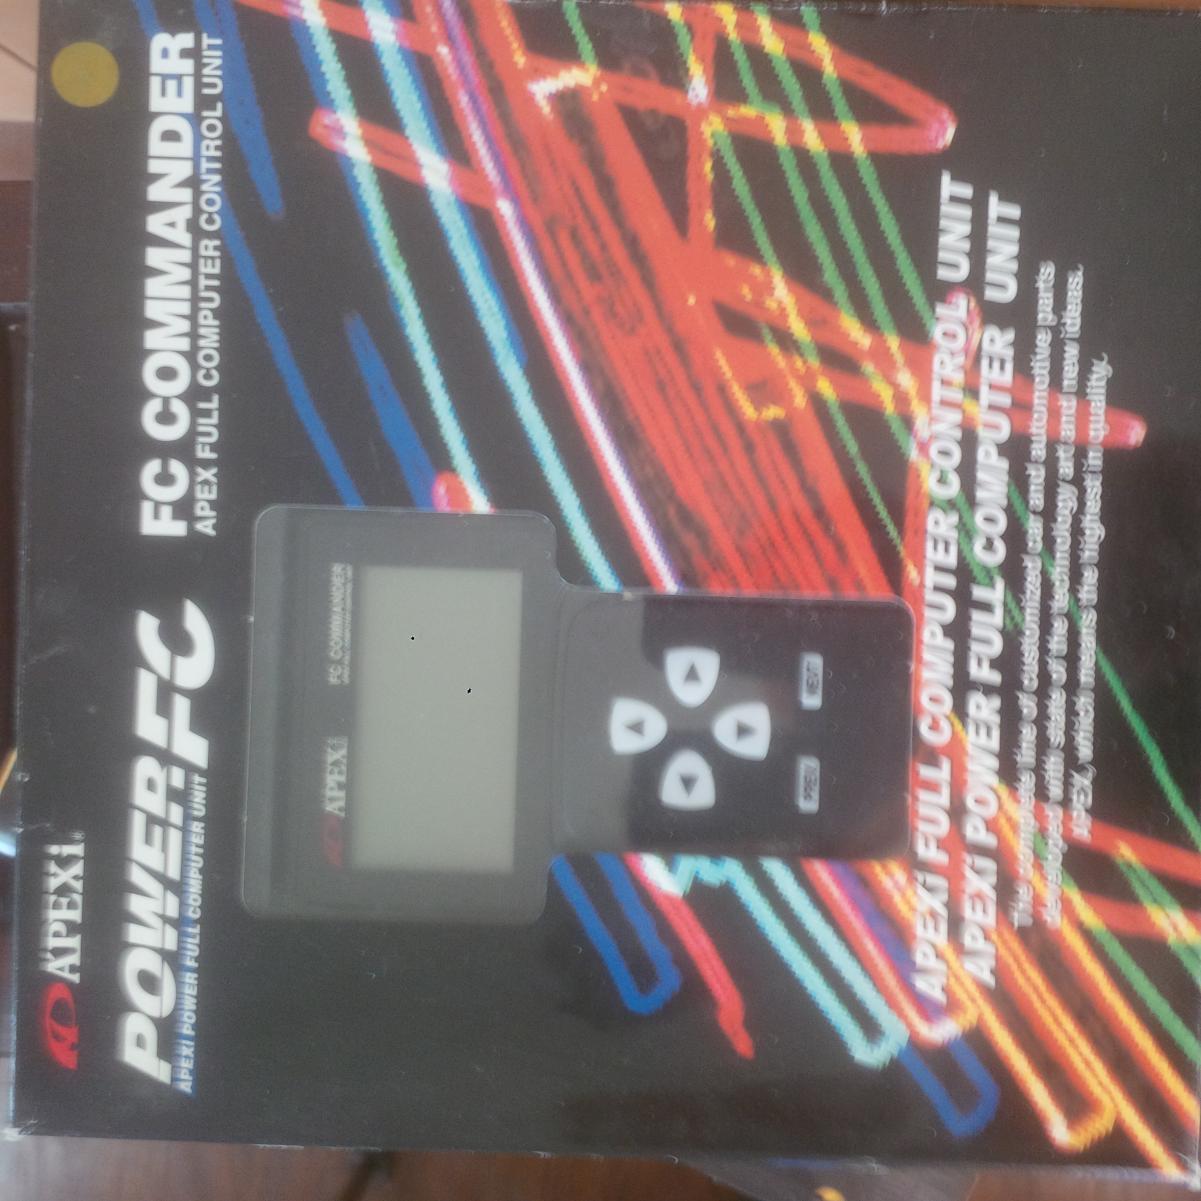 APEXi
POWER FC
APEXi POWER FULL COMPUTER UNIT
FC COMMANDER
APEX FULL COMPUTER CONTROL UNIT
APEXi
FC COMMANDER
PREV
NEXT
APEXi FULL COMPUTER CONTROL UNIT
APEXi POWER FULL COMPUTER UNIT
The complete line of customized car and automotive parts
developed with state of the technology art and new ideas.
APEX, which means the highest in quality.